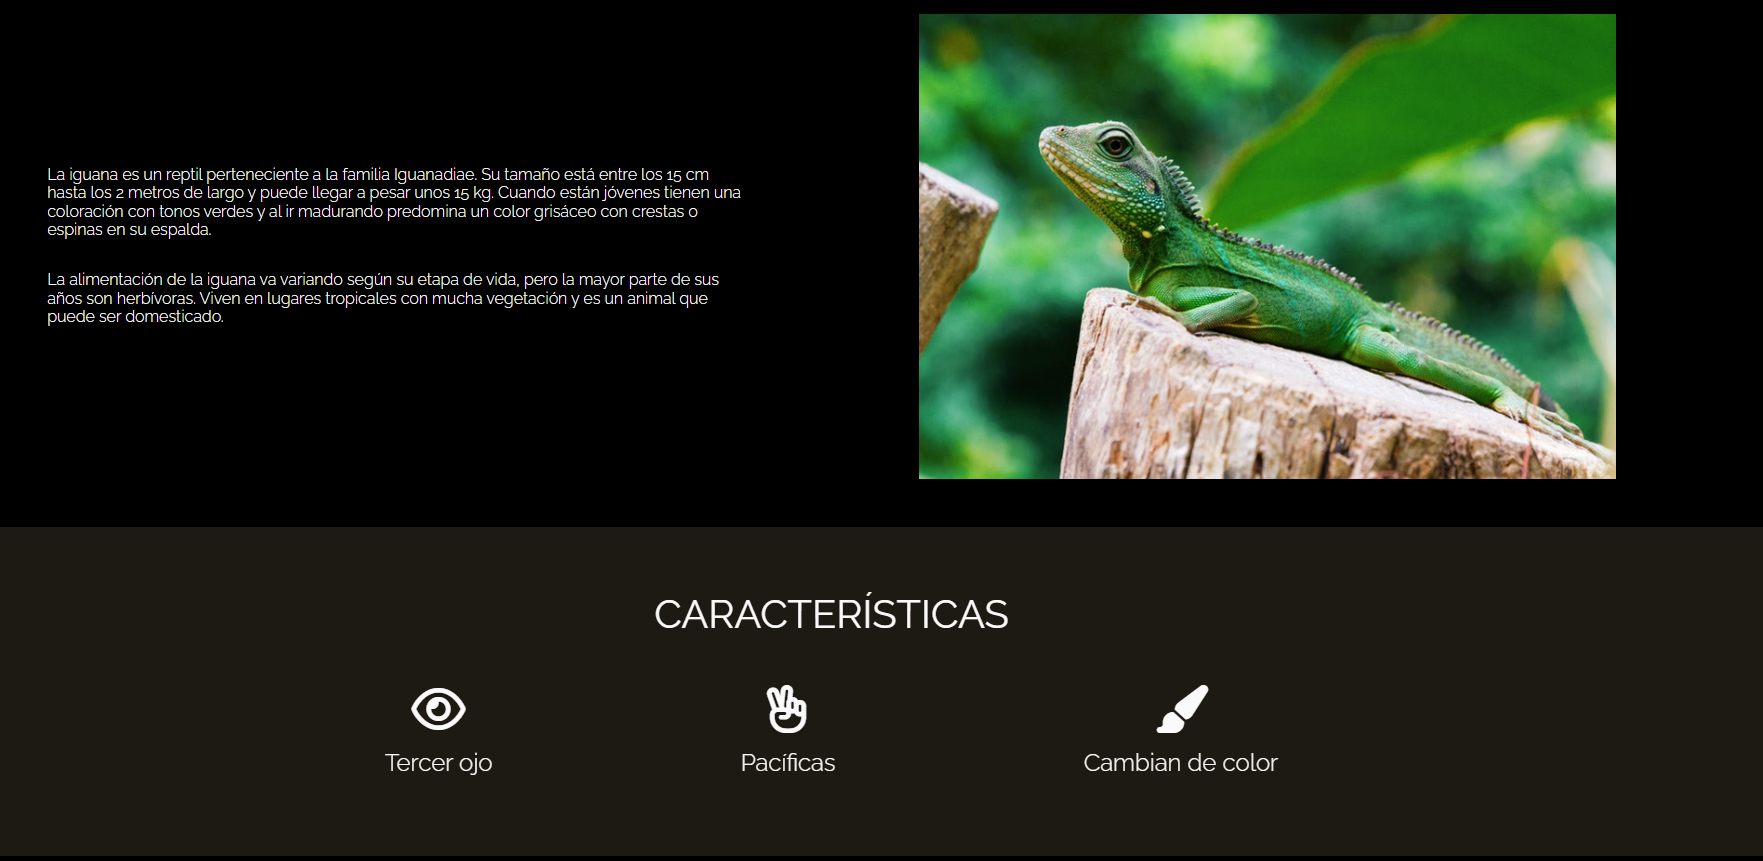 La iguana es un reptil perteneciente a la familia Iguanadiae. Su tamaño está entre los 15 cm
hasta los 2 metros de largo y puede llegar a pesar unos 15 kg. Cuando están jóvenes tienen una
coloración con tonos verdes y al ir madurando predomina un color grisáceo con crestas o
espinas en su espalda.
La alimentación de la iguana va variando según su etapa de vida, pero la mayor parte de sus
años son herbívoras. Viven en lugares tropicales con mucha vegetación y es un animal que
puede ser domesticado.
CARACTERÍSTICAS
Tercer ojo
Pacíficas
Cambian de color